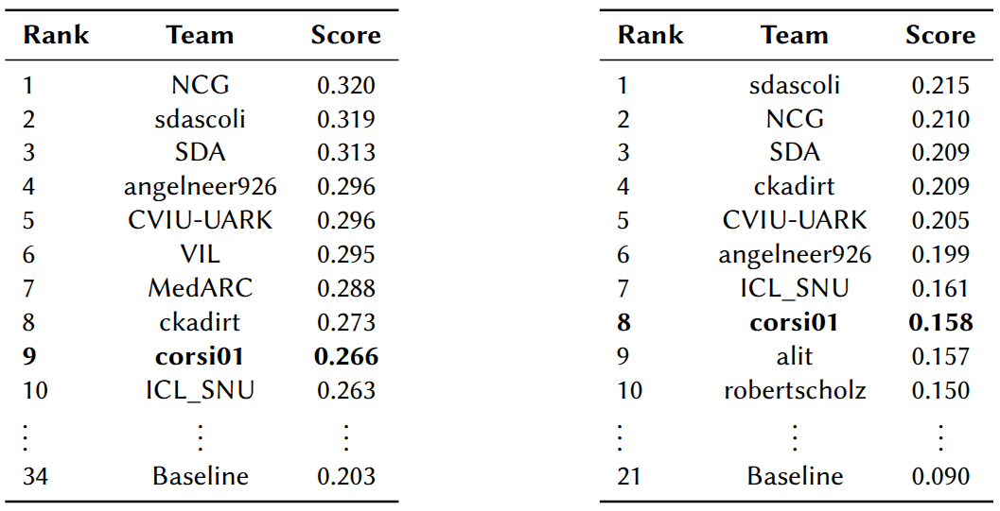 Rank Team Score
1 NCG 0.320
2 sdascoli 0.319
3 SDA 0.313
4 angelneer926 0.296
5 CVIU-UARK 0.296
6 VIL 0.295
7 MedARC 0.288
8 ckadirt 0.273
9 corsi01 0.266
10 ICL_SNU 0.263
⋮ ⋮ ⋮
34 Baseline 0.203
Rank Team Score
1 sdascoli 0.215
2 NCG 0.210
3 SDA 0.209
4 ckadirt 0.209
5 CVIU-UARK 0.205
6 angelneer926 0.199
7 ICL_SNU 0.161
8 corsi01 0.158
9 alit 0.157
10 robertscholz 0.150
⋮ ⋮ ⋮
21 Baseline 0.090